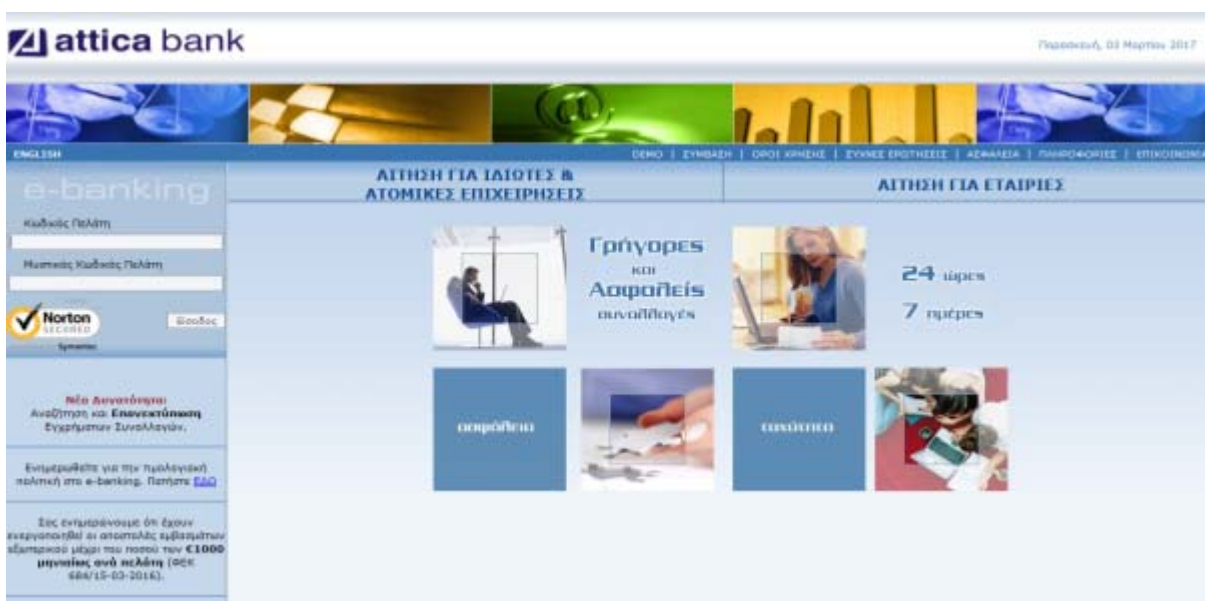 attica bank
Παρασκευή, 03 Μαρτίου 2017
ENGLISH
DEMO | ΣΥΜΒΑΣΗ | ΟΡΟΙ ΧΡΗΣΗΣ | ΣΥΧΝΕΣ ΕΡΩΤΗΣΕΙΣ | ΑΣΦΑΛΕΙΑ | ΠΛΗΡΟΦΟΡΙΕΣ | ΕΠΙΚΟΙΝΩΝΙΑ
e-banking
ΑΙΤΗΣΗ ΓΙΑ ΙΔΙΩΤΕΣ &
ΑΤΟΜΙΚΕΣ ΕΠΙΧΕΙΡΗΣΕΙΣ
ΑΙΤΗΣΗ ΓΙΑ ΕΤΑΙΡΙΕΣ
Κωδικός Πελάτη
Μυστικός Κωδικός Πελάτη
Norton
SECURED
Είσοδος
Symantec
Γρήγορες
και
Ασφαλείς
συναλλαγές
24 ώρες
7 ημέρες
ασφάλεια
ταχύτητα
Νέα Δυνατότητα:
Αναζήτηση και Επανεκτύπωση
Εγχρήματων Συναλλαγών.
Ενημερωθείτε για την τιμολογιακή
πολιτική στο e-banking. Πατήστε ΕΔΩ
Σας ενημερώνουμε ότι έχουν
ενεργοποιηθεί οι αποστολές εμβασμάτων
εξωτερικού μέχρι του ποσού των €1000
μηνιαίως ανά πελάτη (ΦΕΚ
684/15-03-2016).